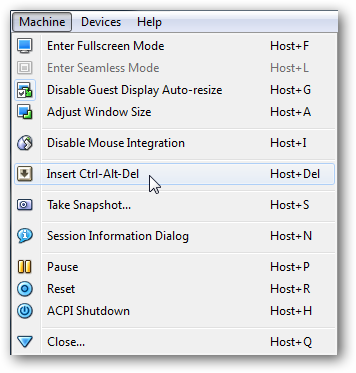 Machine Devices Help
Enter Fullscreen Mode Host+F
Enter Seamless Mode Host+L
Disable Guest Display Auto-resize Host+G
Adjust Window Size Host+A
Disable Mouse Integration Host+I
Insert Ctrl-Alt-Del Host+Del
Take Snapshot... Host+S
Session Information Dialog Host+N
Pause Host+P
Reset Host+R
ACPI Shutdown Host+H
Close... Host+Q